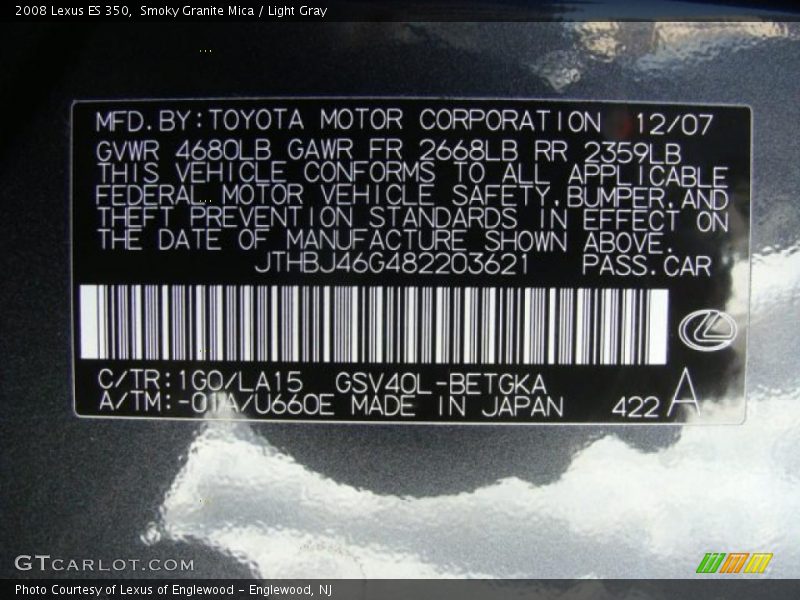 2008 Lexus ES 350,  Smoky Granite Mica / Light Gray
MFD.BY:TOYOTA MOTOR CORPORATION   12/07
GVWR 4680LB GAWR FR 2668LB RR 2359LB
THIS VEHICLE CONFORMS TO ALL APPLICABLE
FEDERAL MOTOR VEHICLE SAFETY,BUMPER,AND
THEFT PREVENTION STANDARDS IN EFFECT ON
THE DATE OF MANUFACTURE SHOWN ABOVE.
JTHBJ46G482203621   PASS.CAR
C/TR:1G0/LA15   GSV40L-BETGKA
A/TM:-01A/U660E MADE IN JAPAN   422 A
GTCARLOT.COM
Photo Courtesy of Lexus of Englewood - Englewood, NJ